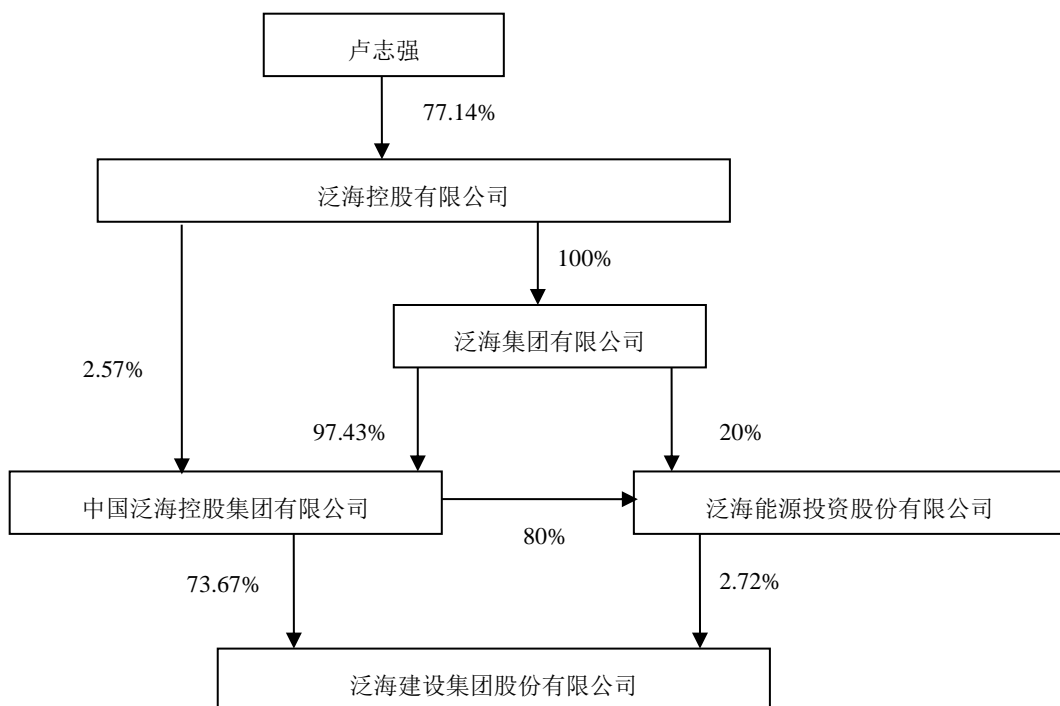 卢志强
77.14%
泛海控股有限公司
100%
泛海集团有限公司
2.57%
97.43%
20%
中国泛海控股集团有限公司
泛海能源投资股份有限公司
80%
73.67%
2.72%
泛海建设集团股份有限公司